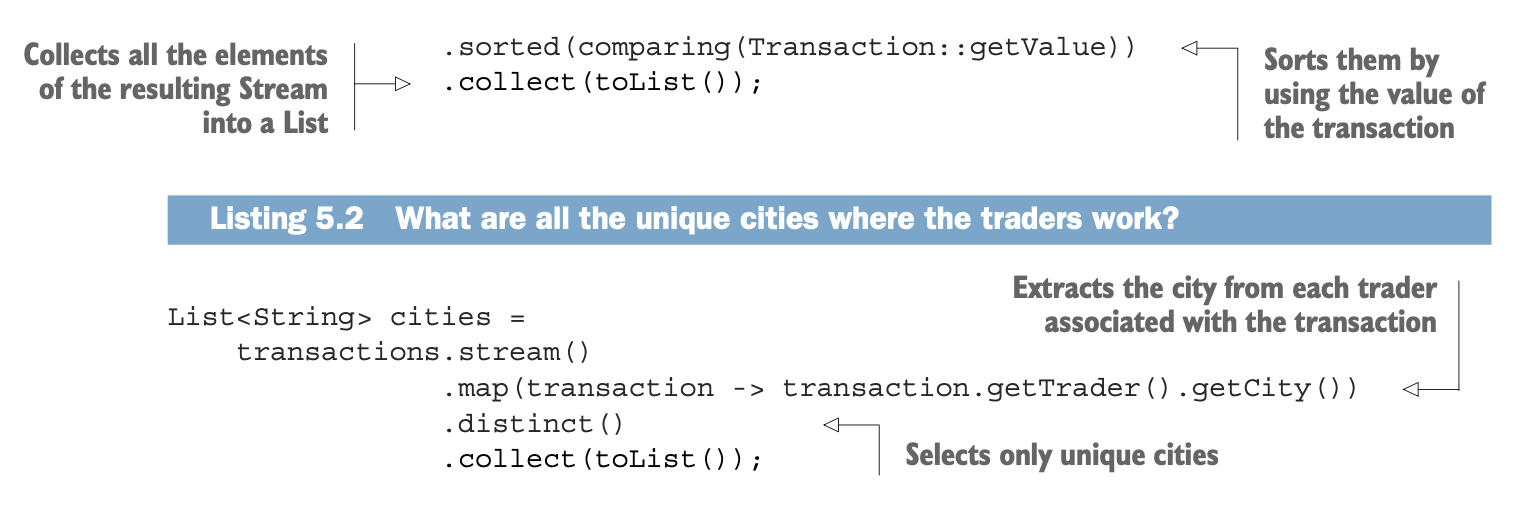 Collects all the elements
of the resulting Stream
into a List
.sorted(comparing(Transaction::getValue))
.collect(toList());
Sorts them by
using the value of
the transaction
Listing 5.2 What are all the unique cities where the traders work?
Extracts the city from each trader
associated with the transaction
List<String> cities =
transactions.stream()
.map(transaction -> transaction.getTrader().getCity())
.distinct()
.collect(toList());
Selects only unique cities